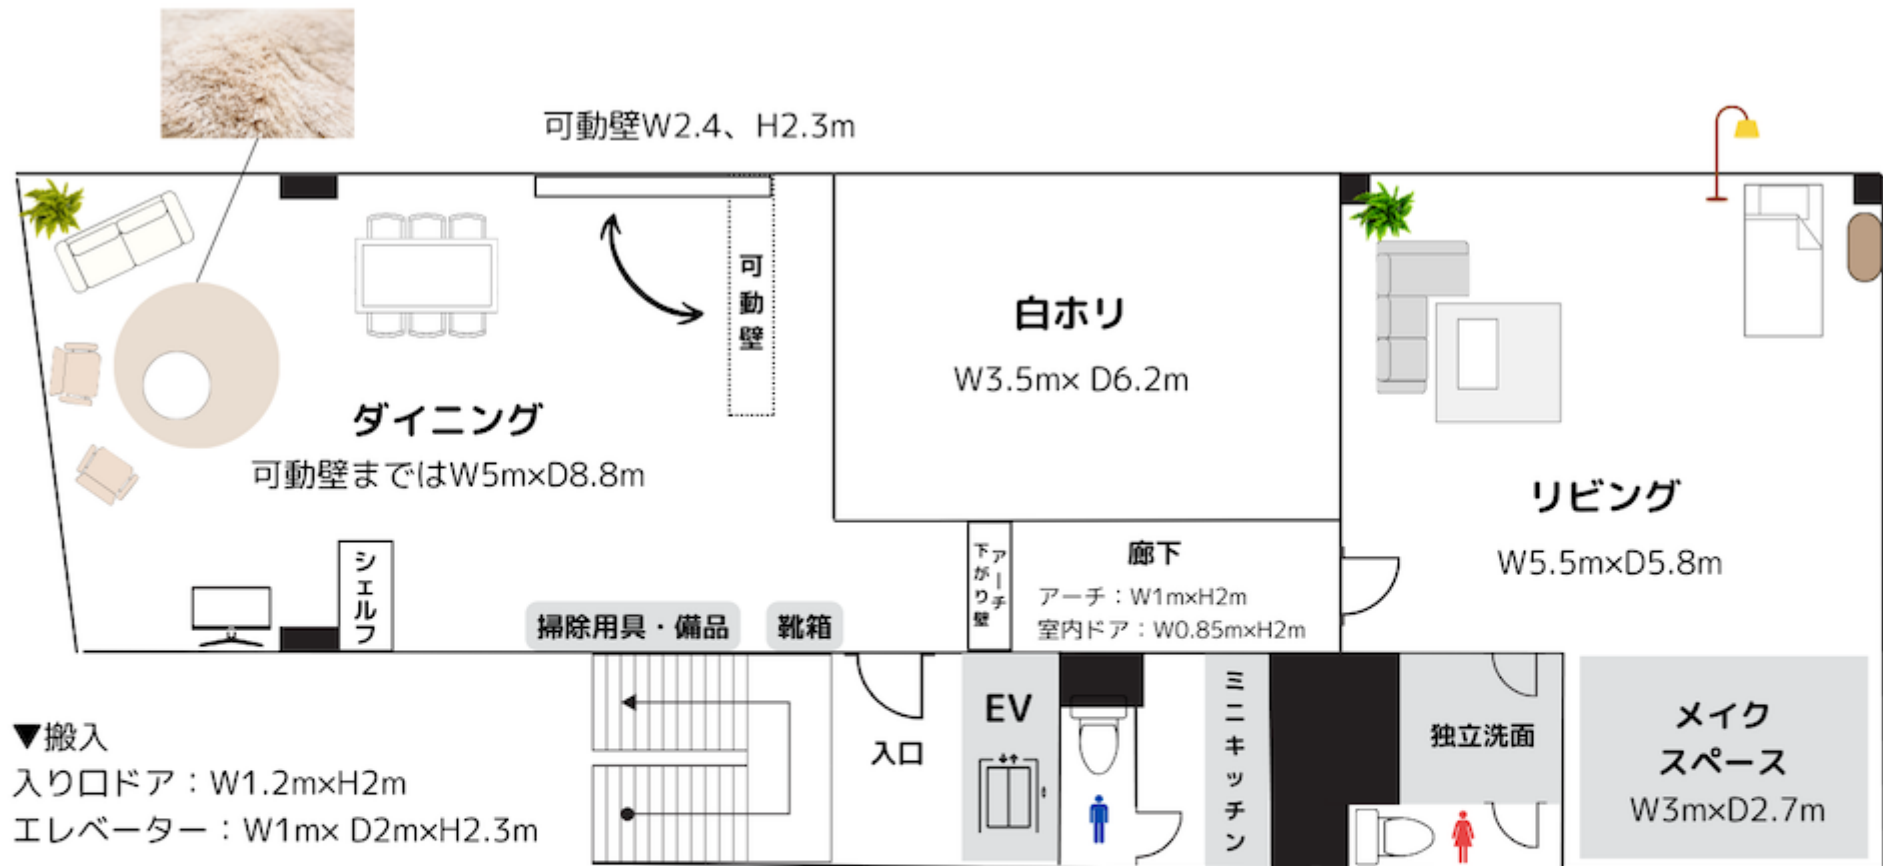 可動壁W2.4、H2.3m
可動壁
白ホリ
W3.5m× D6.2m
ダイニング
可動壁まではW5m×D8.8m
リビング
W5.5m×D5.8m
シェルフ
掃除用具・備品
靴箱
アーチ
下がり壁
廊下
アーチ：W1m×H2m
室内ドア：W0.85m×H2m
▼搬入
入り口ドア：W1.2m×H2m
エレベーター：W1m× D2m×H2.3m
入口
EV
ミニキッチン
独立洗面
メイク
スペース
W3m×D2.7m